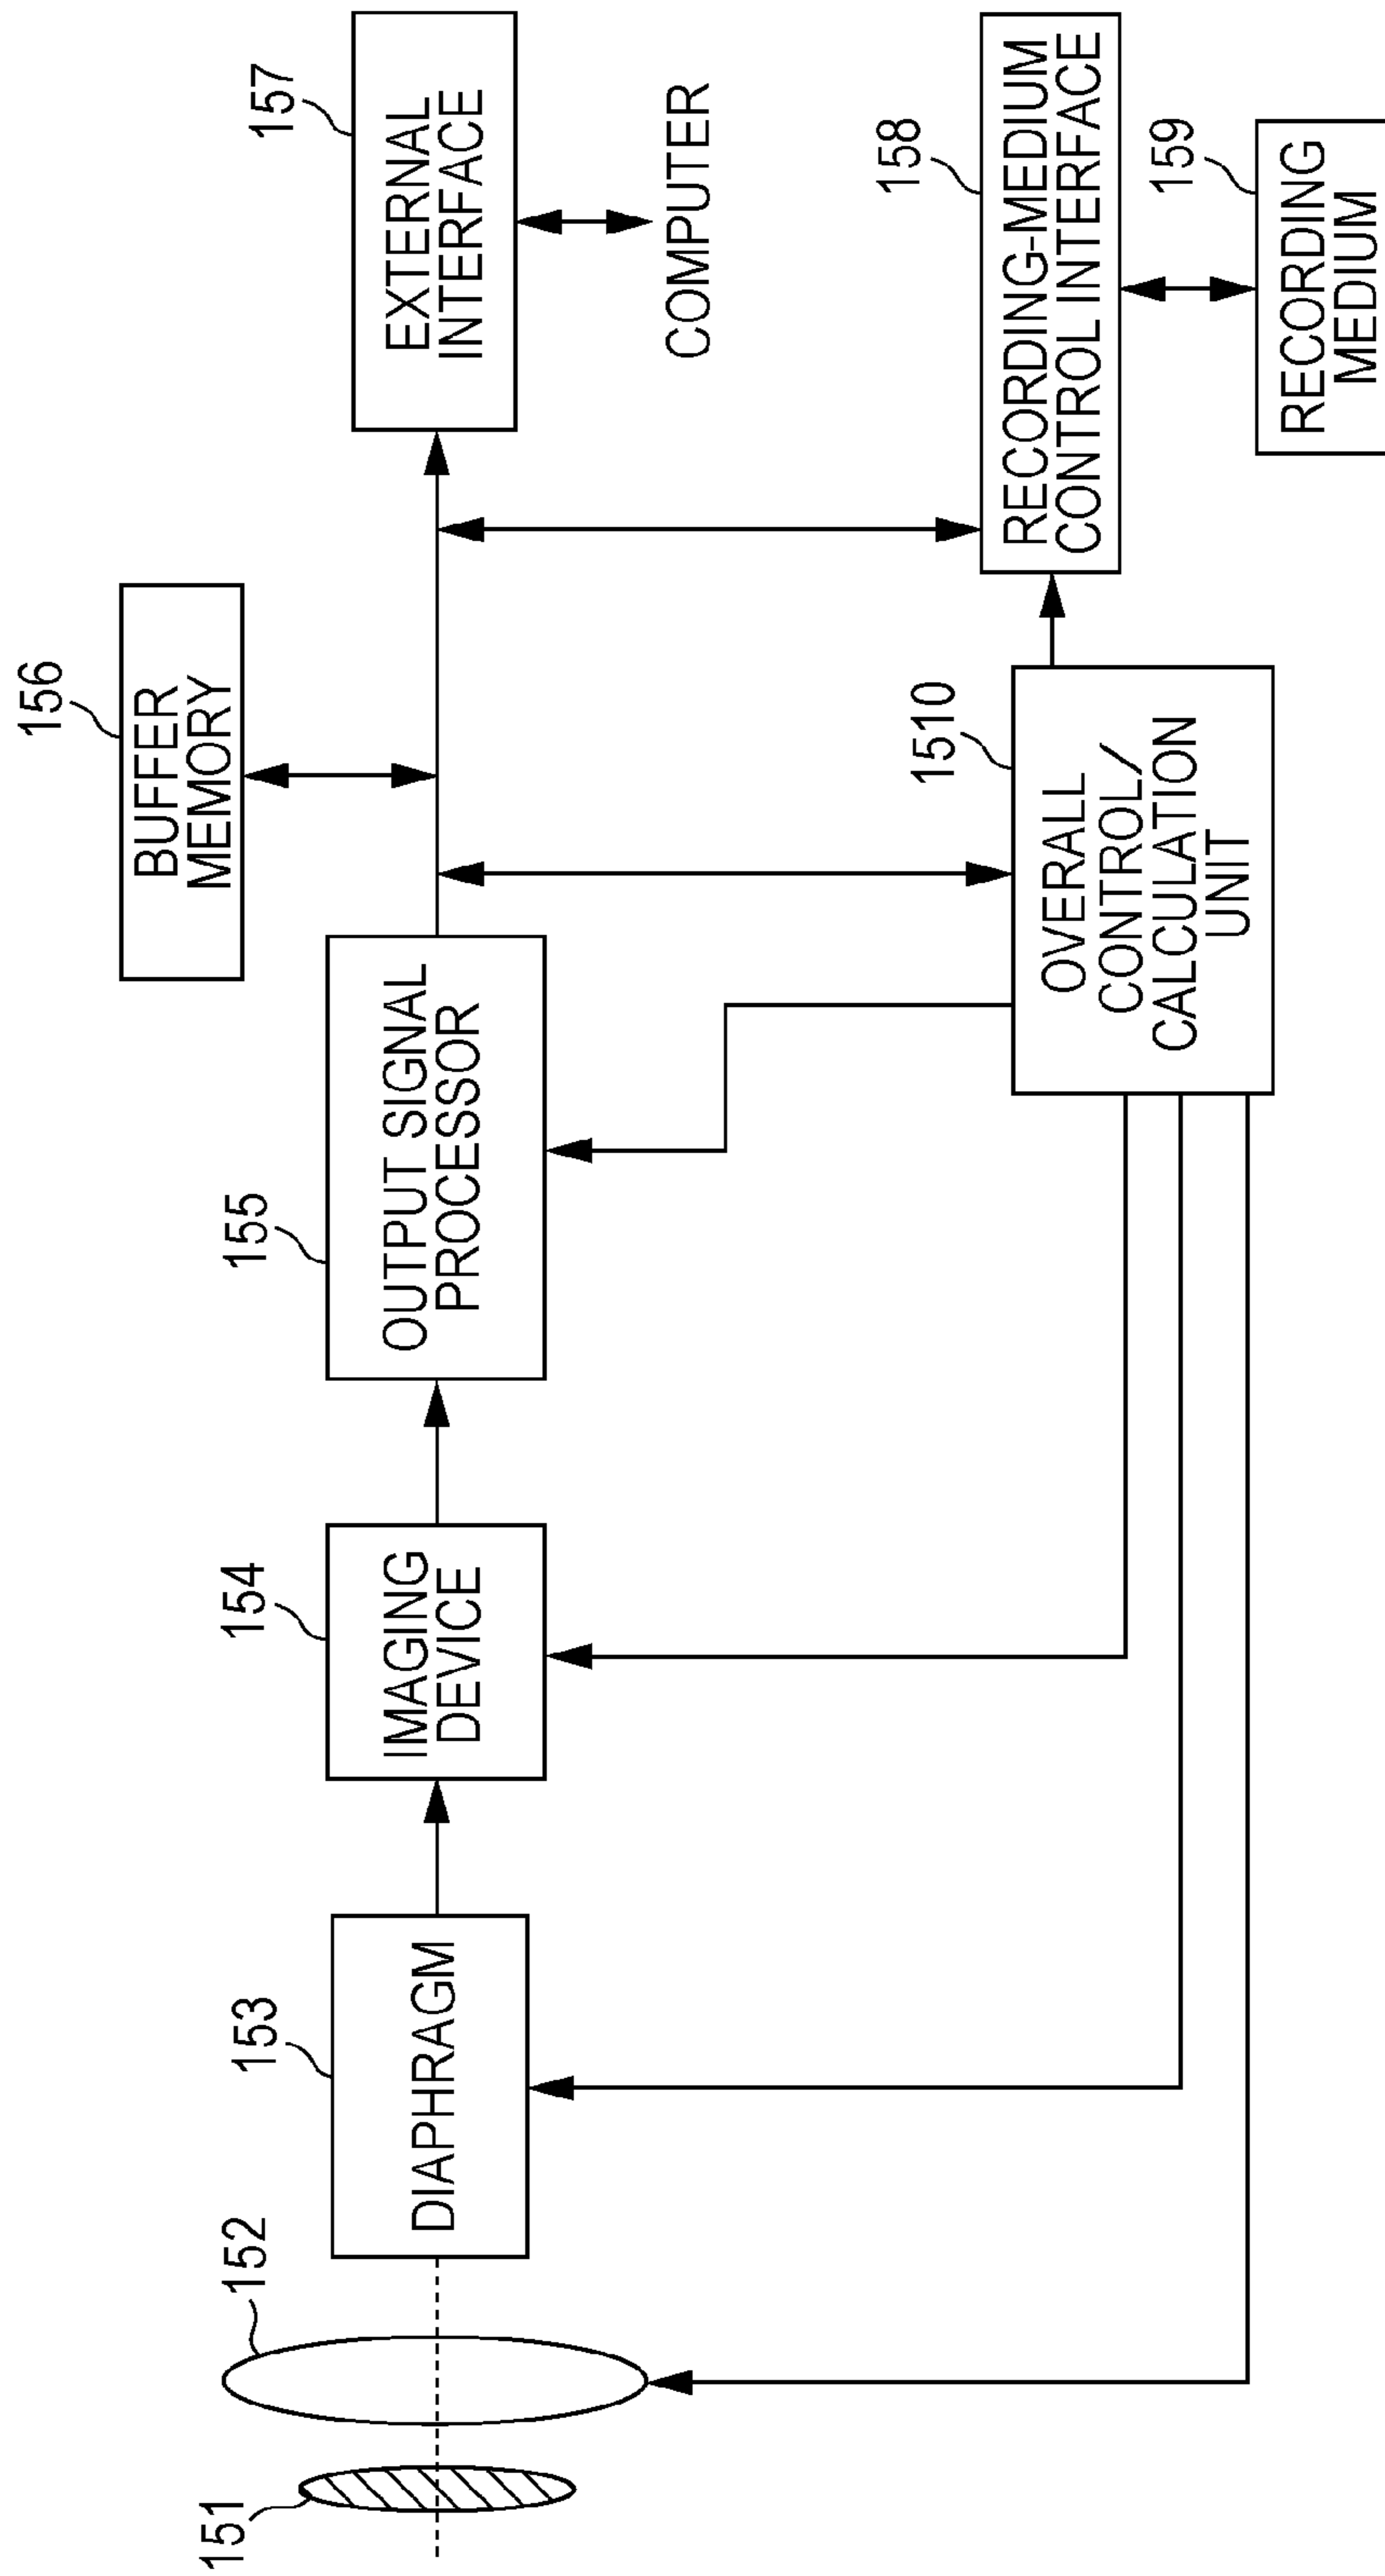 151
152
153
DIAPHRAGM
154
IMAGING
DEVICE
155
OUTPUT SIGNAL
PROCESSOR
156
BUFFER
MEMORY
157
EXTERNAL
INTERFACE
COMPUTER
1510
OVERALL
CONTROL/
CALCULATION
UNIT
158
RECORDING-MEDIUM
CONTROL INTERFACE
159
RECORDING
MEDIUM